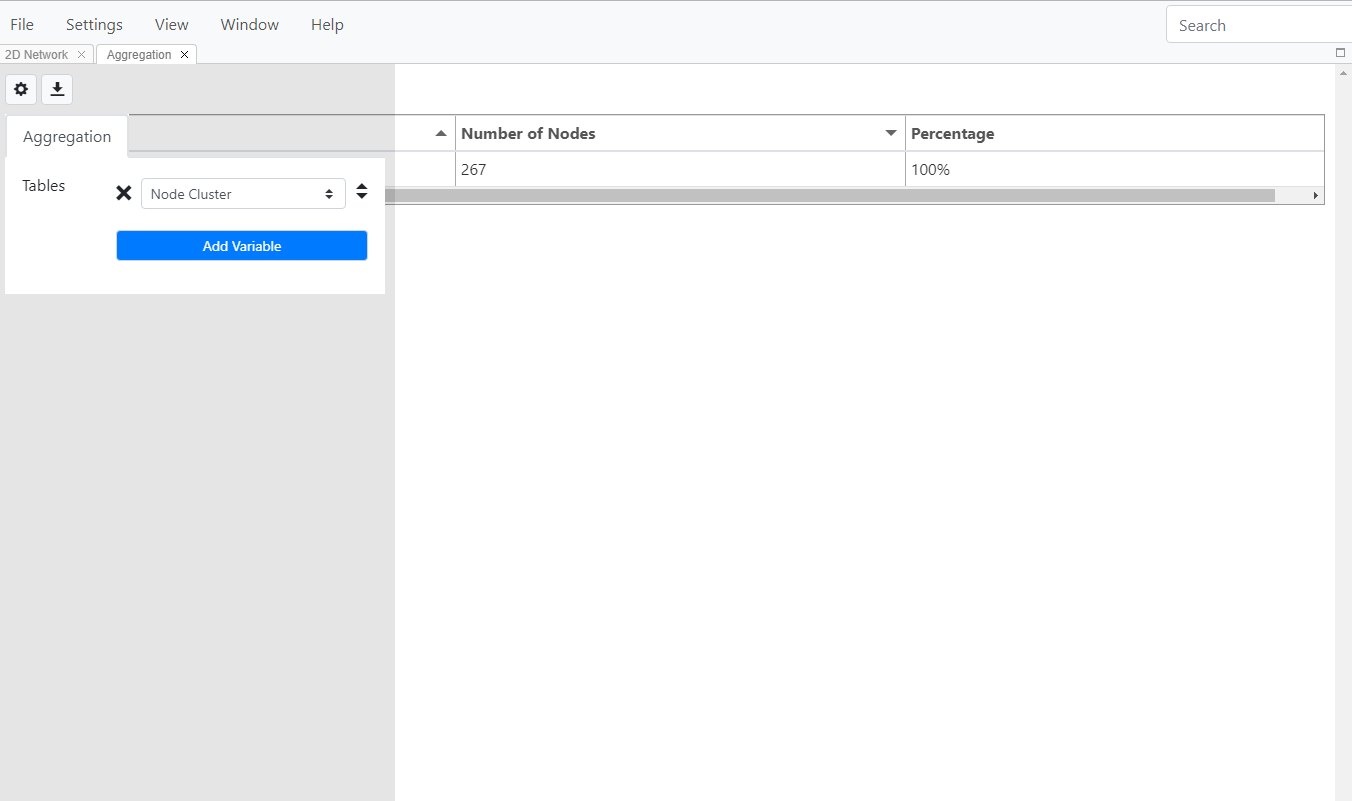 File Settings View Window Help Search
2D Network Aggregation
Aggregation
Number of Nodes Percentage
267 100%
Tables Node Cluster
Add Variable